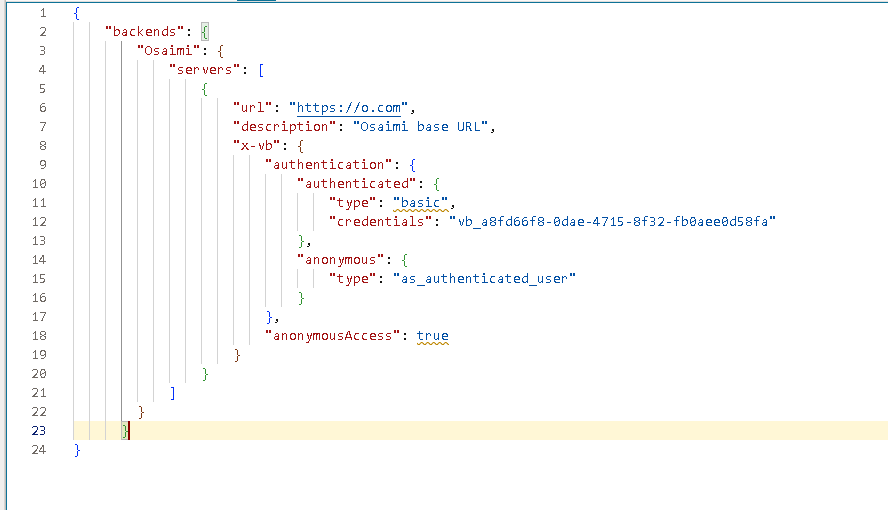 1 {
2 "backends": {
3 "Osaimi": {
4 "servers": [
5 {
6 "url": "https://o.com",
7 "description": "Osaimi base URL",
8 "x-vb": {
9 "authentication": {
10 "authenticated": {
11 "type": "basic",
12 "credentials": "vb_a8fd66f8-0dae-4715-8f32-fb0aee0d58fa"
13 },
14 "anonymous": {
15 "type": "as_authenticated_user"
16 }
17 },
18 "anonymousAccess": true
19 }
20 }
21 ]
22 }
23 }
24 }